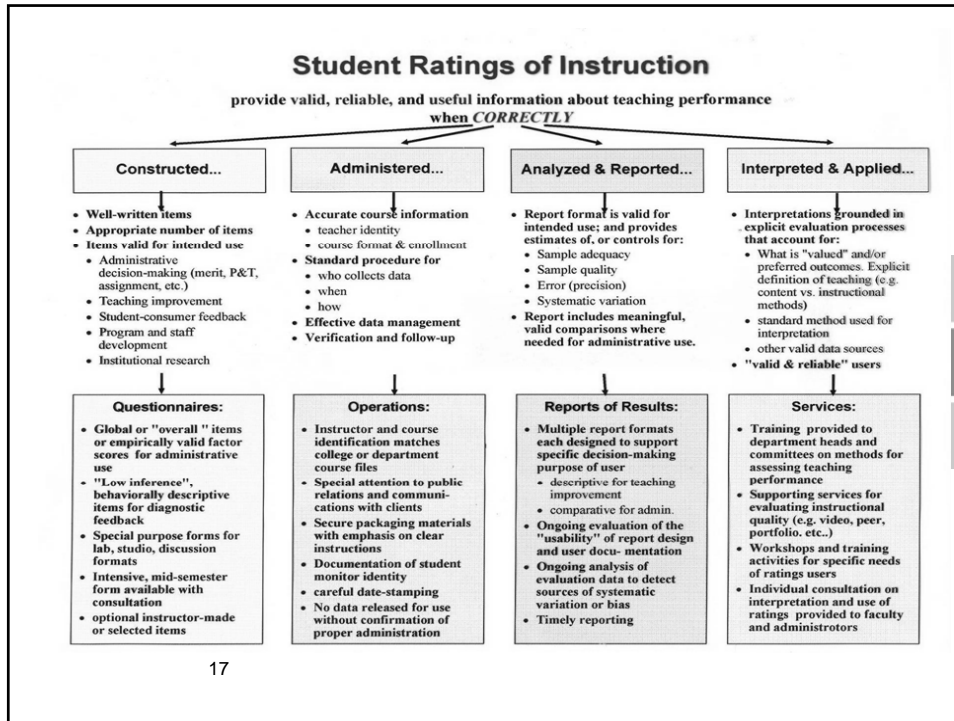 Student Ratings of Instruction
provide valid, reliable, and useful information about teaching performance
when CORRECTLY
Constructed...
• Well-written items
• Appropriate number of items
• Items valid for intended use
• Administrative
decision-making (merit, P&T,
assignment, etc.)
• Teaching improvement
• Student-consumer feedback
• Program and staff
development
• Institutional research
Administered...
• Accurate course information
• teacher identity
• course format & enrollment
• Standard procedure for
• who collects data
• when
• how
• Effective data management
• Verification and follow-up
Analyzed & Reported...
• Report format is valid for
intended use; and provides
estimates of, or controls for:
• Sample adequacy
• Sample quality
• Error (precision)
• Systematic variation
• Report includes meaningful,
valid comparisons where
needed for administrative use.
Interpreted & Applied...
• Interpretations grounded in
. explicit evaluation processes
that account for:
• What is "valued" and/or
preferred outcomes. Explicit
definition of teaching (e.g.
content vs. instructional
methods)
• standard method used for
interpretation
• other valid data sources
• "valid & reliable" users
Questionnaires:
• Global or "overall " items
or empirically valid factor
scores for administrative
use
• "Low inference",
behaviorally descriptive
items for diagnostic
feedback
• Special purpose forms for
lab, studio, discussion
formats
• Intensive, mid-semester
form available with
consultation
• optional instructor-made
or selected items
Operations:
• Instructor and course
identification matches
college or department
course files
• Special attention to public
relations and communi-
cations with clients
• Secure packaging materials
with emphasis on clear
instructions
• Documentation of student
monitor identity
• careful date-stamping
• No data released for use
without confirmation of
proper administration
Reports of Results:
• Multiple report formats
each designed to support
specific decision-making
purpose of user
• descriptive for teaching
improvement
• comparative for admin.
• Ongoing evaluation of the
"usability" of report design
and user docu- mentation
• Ongoing analysis of
evaluation data to detect
sources of systematic
variation or bias
• Timely reporting
Services:
• Training provided to
department heads and
committees on methods for
assessing teaching
performance
• Supporting services for
evaluating instructional
quality (e.g. video, peer,
portfolio. etc..)
• Workshops and training
activities for specific needs
of ratings users
• Individual consultation on
interpretation and use of
ratings provided to faculty
and administrotors
17